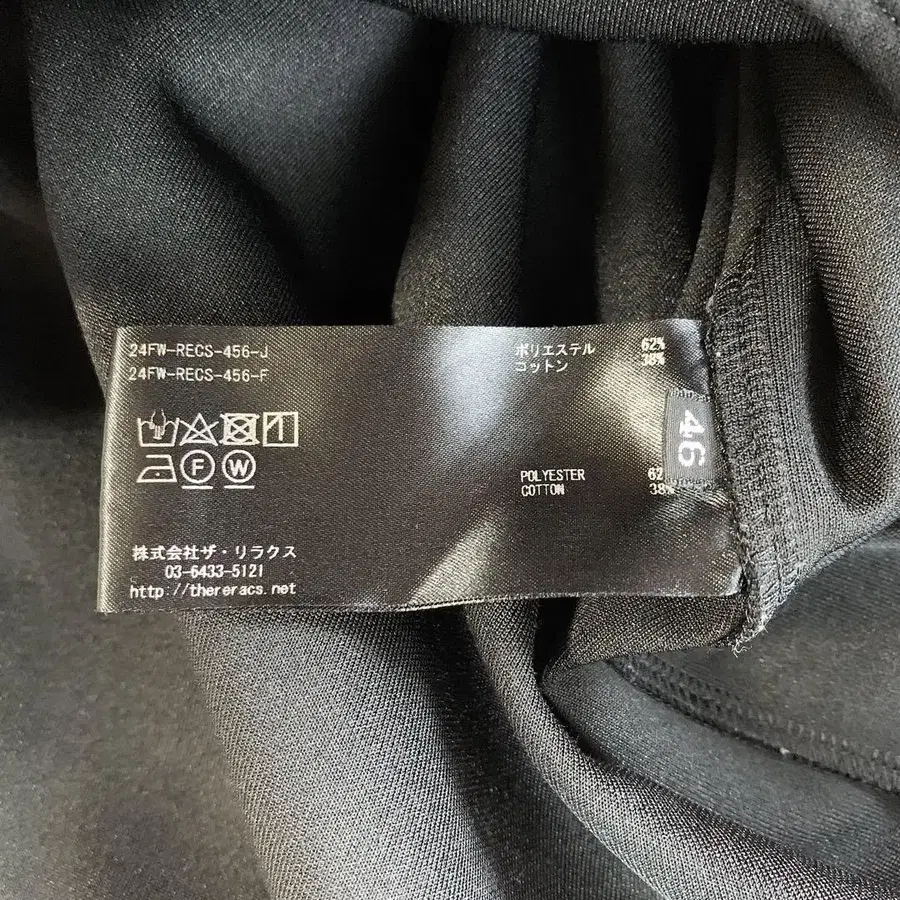 24FW-RECS-456-J
24FW-RECS-456-F
ポリエステル 62%
コットン 38%
46
F W
POLYESTER 62
COTTON 38%
株式会社ザ・リラクス
03-6433-5121
http://thereracs.net